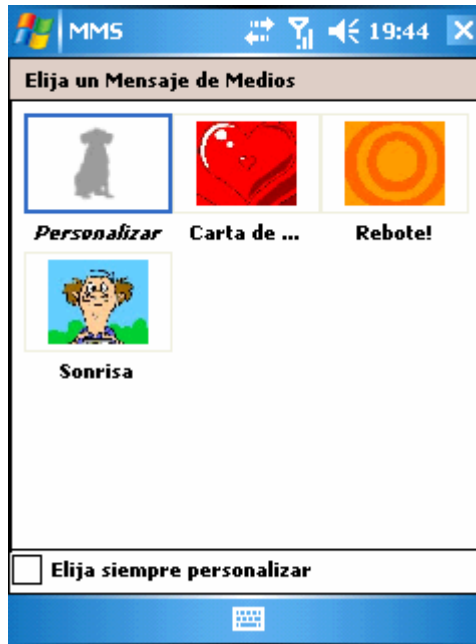 MMS 19:44
Elija un Mensaje de Medios
Personalizar Carta de ... Rebote!
Sonrisa
Elija siempre personalizar